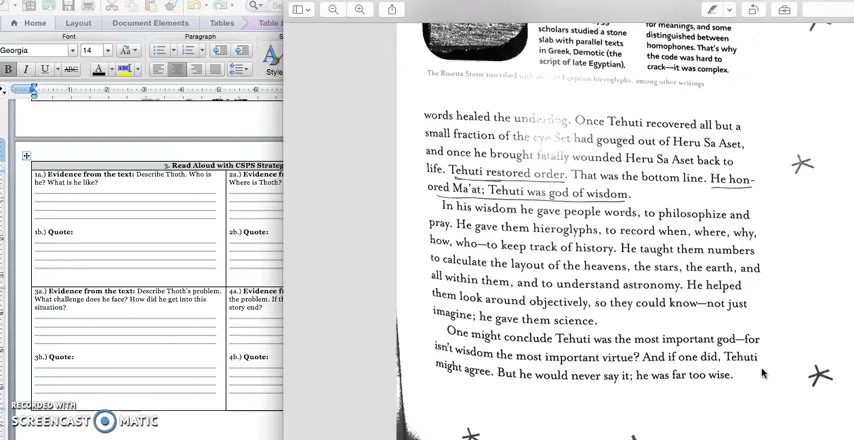 Home Layout Document Elements Tables Table
Font Paragraph
Georgia 14 Aa
B I U ABC A ABC
3. Read Aloud with CSPS Strateg
1a.) Evidence from the text: Describe Thoth. Who is
he? What is he like?
1b.) Quote:
2a.) Evidence
Where is Thoth?
2b.) Quote:
3a.) Evidence from the text: Describe Thoth's problem.
What challenge does he face? How did he get into this
situation?
3b.) Quote:
4a.) Evidence
the problem. If
story end?
4b.) Quote:
RECORDED WITH
SCREENCAST MATIC
scholars studied a stone
slab with parallel texts
in Greek, Demotic (the
script of late Egyptian),
for meanings, and some
distinguished between
homophones. That's why
the code was hard to
crack—it was complex.
The Rosetta Stone inscribed with Egyptian hieroglyphs, among other writings
words healed the underdog. Once Tehuti recovered all but a
small fraction of the eye Set had gouged out of Heru Sa Aset,
and once he brought fatally wounded Heru Sa Aset back to
life. Tehuti restored order. That was the bottom line. He hon-
ored Ma'at; Tehuti was god of wisdom.
In his wisdom he gave people words, to philosophize and
pray. He gave them hieroglyphs, to record when, where, why,
how, who—to keep track of history. He taught them numbers
to calculate the layout of the heavens, the stars, the earth, and
all within them, and to understand astronomy. He helped
them look around objectively, so they could know—not just
imagine; he gave them science.
One might conclude Tehuti was the most important god—for
isn't wisdom the most important virtue? And if one did, Tehuti
might agree. But he would never say it; he was far too wise.